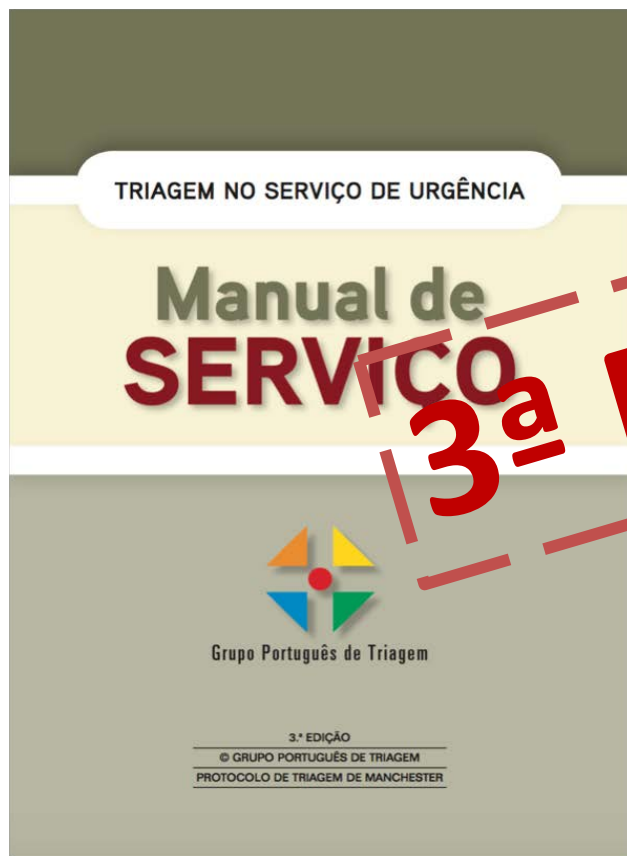 TRIAGEM NO SERVIÇO DE URGÊNCIA
Manual de
SERVIÇO
3ª
Grupo Português de Triagem
3.ª EDIÇÃO
© GRUPO PORTUGUÊS DE TRIAGEM
PROTOCOLO DE TRIAGEM DE MANCHESTER